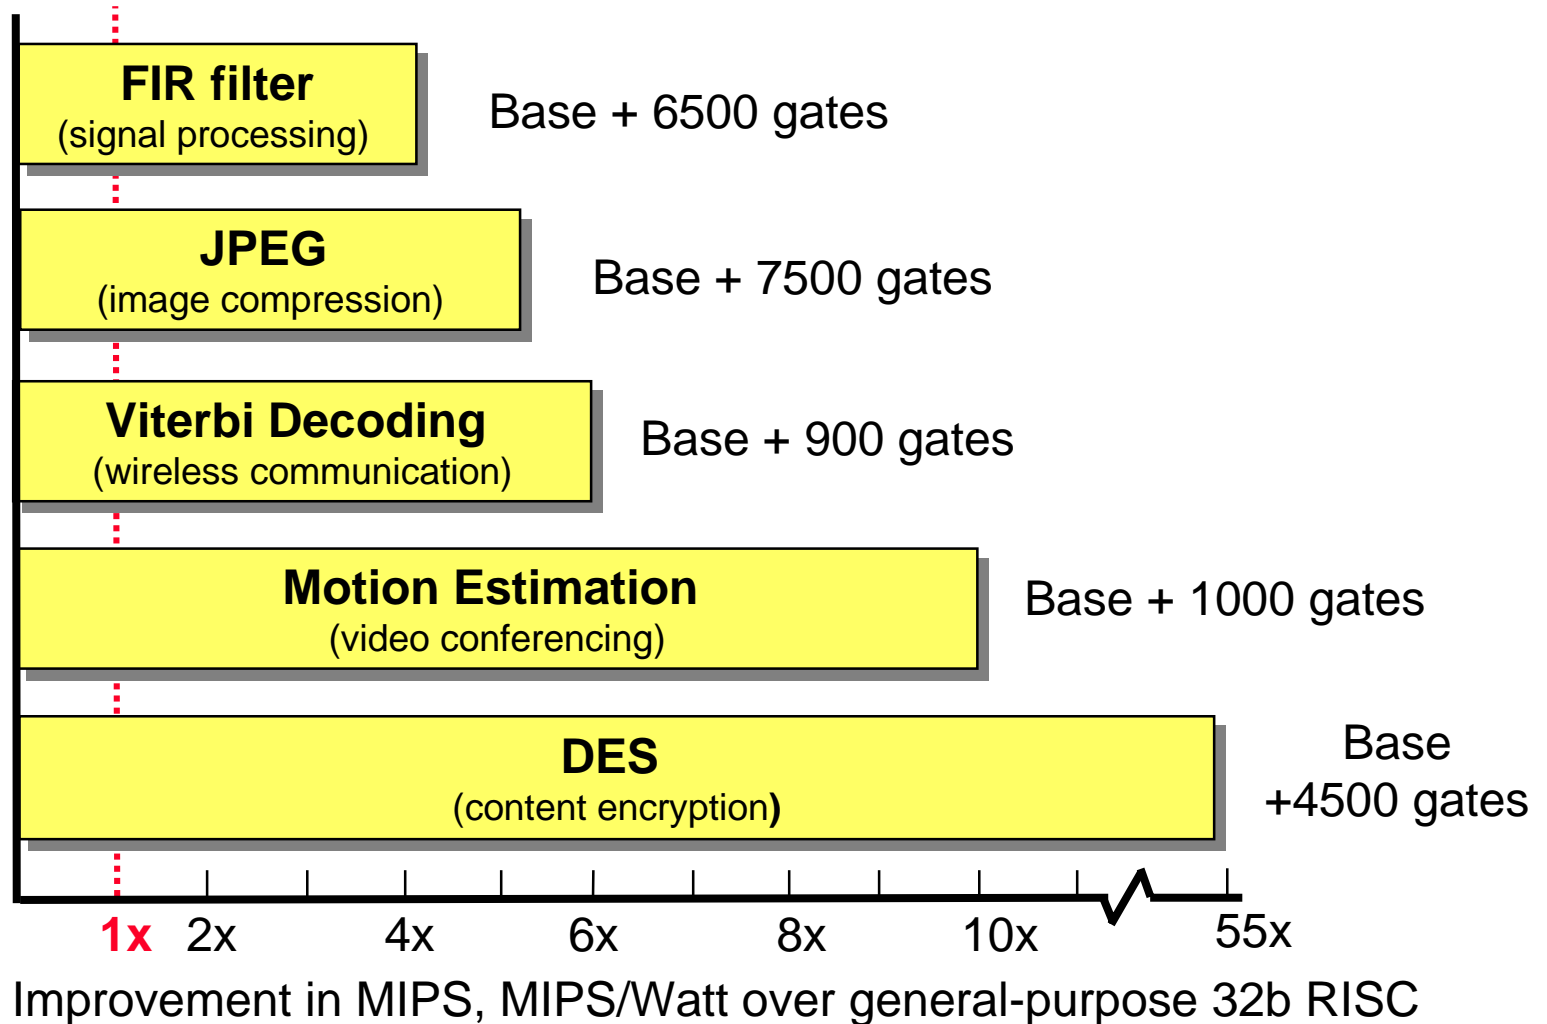 FIR filter
(signal processing)
Base + 6500 gates
JPEG
(image compression)
Base + 7500 gates
Viterbi Decoding
(wireless communication)
Base + 900 gates
Motion Estimation
(video conferencing)
Base + 1000 gates
DES
(content encryption)
Base
+4500 gates
1x 2x 4x 6x 8x 10x 55x
Improvement in MIPS, MIPS/Watt over general-purpose 32b RISC